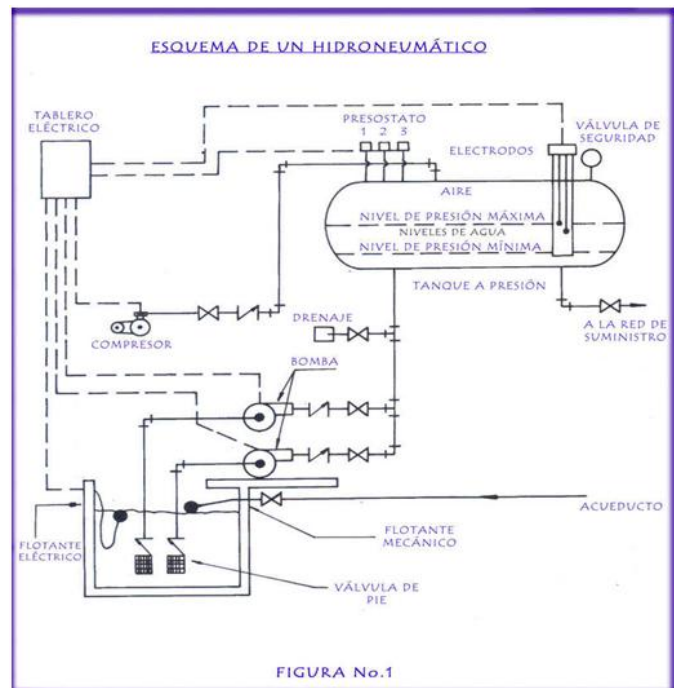 ESQUEMA DE UN HIDRONEUMÁTICO
TABLERO
ELÉCTRICO
PRESOSTATO
1 2 3
ELECTRODOS
VÁLVULA DE
SEGURIDAD
AIRE
NIVEL DE PRESIÓN MÁXIMA
NIVELES DE AGUA
NIVEL DE PRESIÓN MÍNIMA
TANQUE A PRESIÓN
COMPRESOR
DRENAJE
A LA RED DE
SUMINISTRO
BOMBA
ACUEDUCTO
FLOTANTE
ELÉCTRICO
FLOTANTE
MECÁNICO
VÁLVULA DE
PIE
FIGURA No.1